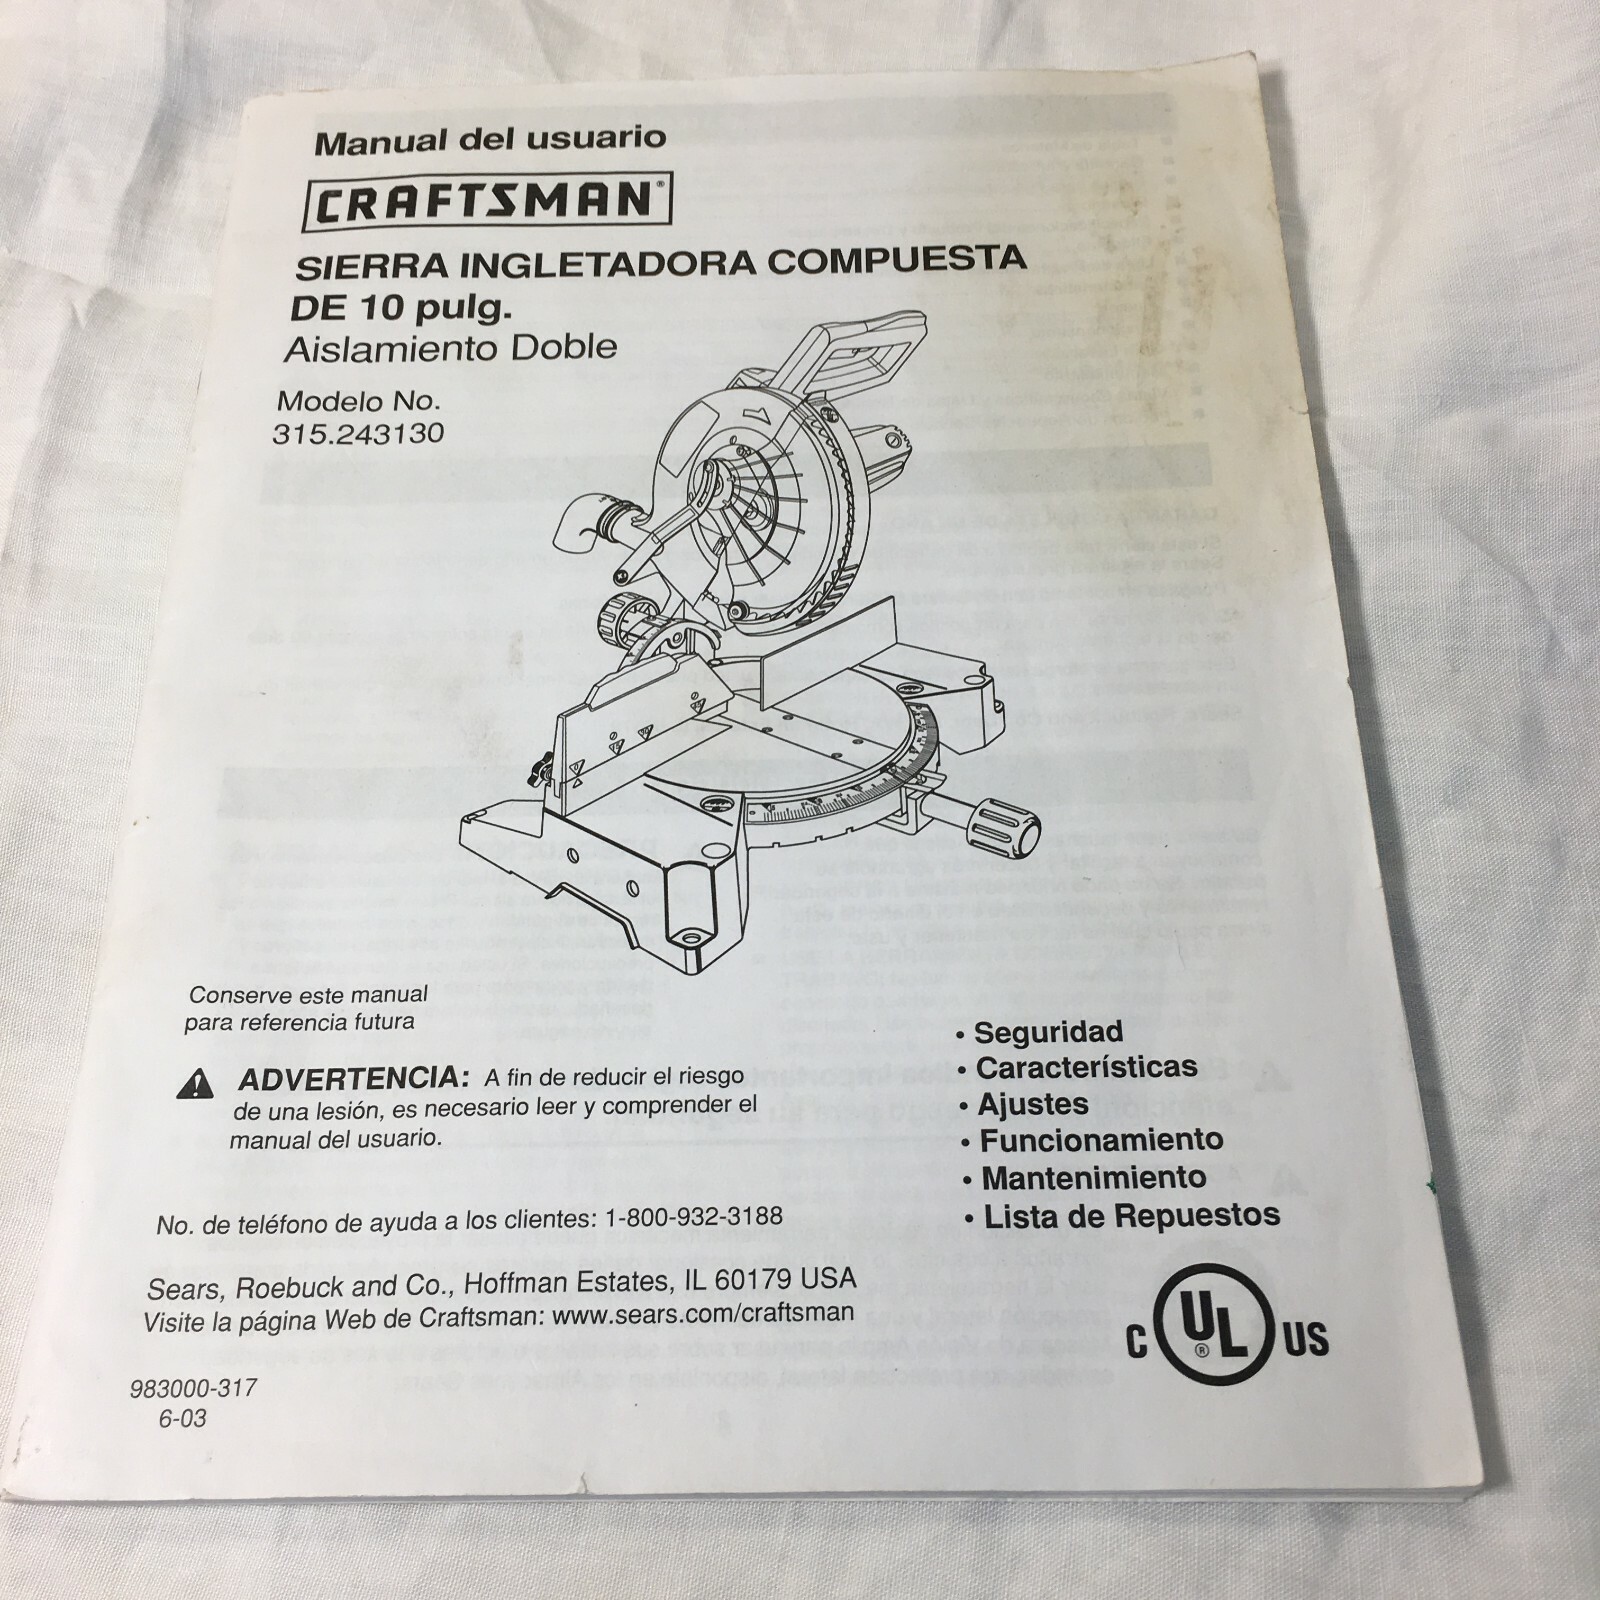 Manual del usuario
CRAFTSMAN®
SIERRA INGLETADORA COMPUESTA
DE 10 pulg.
Aislamiento Doble
Modelo No.
315.243130
Conserve este manual
para referencia futura
ADVERTENCIA: A fin de reducir el riesgo
de una lesión, es necesario leer y comprender el
manual del usuario.
• Seguridad
• Características
• Ajustes
• Funcionamiento
• Mantenimiento
• Lista de Repuestos
No. de teléfono de ayuda a los clientes: 1-800-932-3188
Sears, Roebuck and Co., Hoffman Estates, IL 60179 USA
Visite la página Web de Craftsman: www.sears.com/craftsman
C UL® US
983000-317
6-03